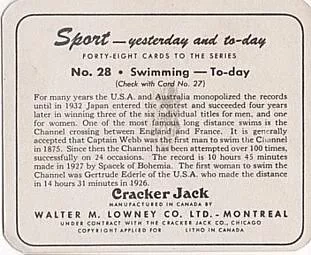 Sport — yesterday and to-day
FORTY-EIGHT CARDS TO THE SERIES
No. 28 • Swimming — To-day
(Check with Card No. 27)
For many years the U.S.A. and Australia monopolized the records
until in 1932 Japan entered the contest and succeeded four years
later in winning three of the six individual titles for men, and one
for women. One of the most famous long distance swims is the
Channel crossing between England and France. It is generally
accepted that Captain Webb was the first man to swim the Channel
in 1875. Since then the Channel has been attempted over 100 times,
successfully on 24 occasions. The record is 10 hours 45 minutes
made in 1927 by Spacek of Bohemia. The first woman to swim the
Channel was Gertrude Ederle of the U.S.A. who made the distance
in 14 hours 31 minutes in 1926.
Cracker Jack
MANUFACTURED IN CANADA BY
WALTER M. LOWNEY CO. LTD. - MONTREAL
UNDER CONTRACT WITH THE CRACKER JACK CO., CHICAGO
COPYRIGHT APPLIED FOR LITHO IN CANADA